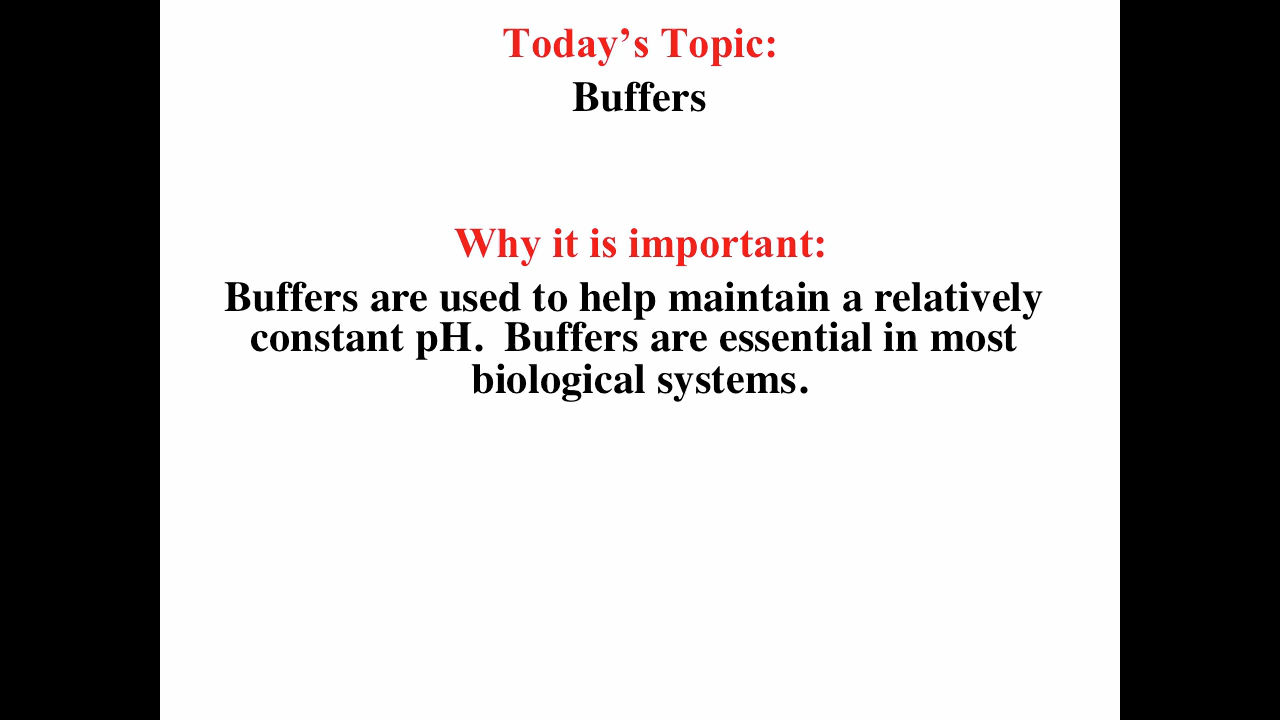 Today’s Topic:
Buffers
Why it is important:
Buffers are used to help maintain a relatively
constant pH.  Buffers are essential in most
biological systems.